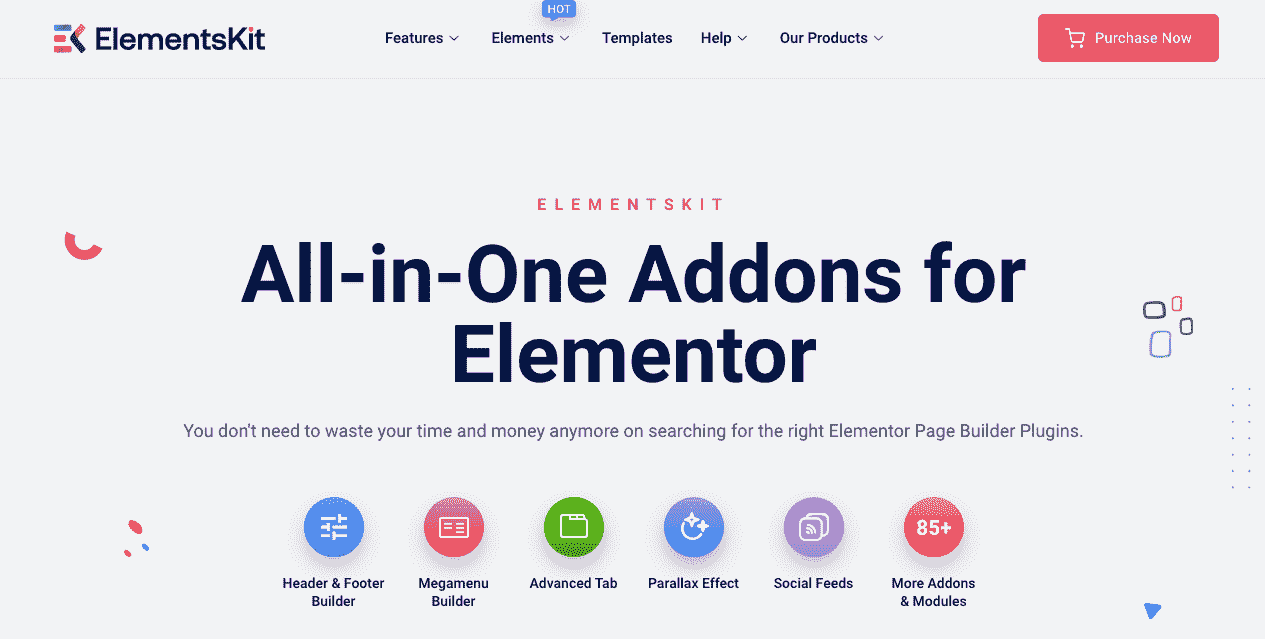 HOT
EK ElementsKit
Features
Elements
Templates
Help
Our Products
Purchase Now
ELEMENTSKIT
All-in-One Addons for
Elementor
You don't need to waste your time and money anymore on searching for the right Elementor Page Builder Plugins.
85+
Header & Footer
Builder
Megamenu
Builder
Advanced Tab
Parallax Effect
Social Feeds
More Addons
& Modules